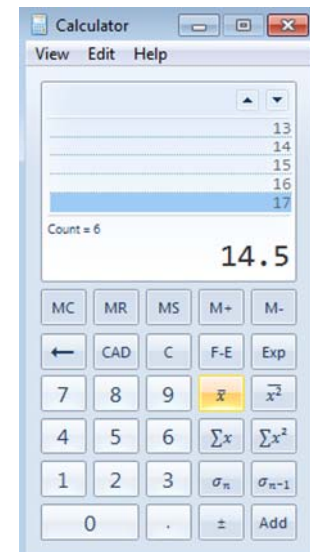 Calculator
View Edit Help
13
14
15
16
17
Count = 6
14.5
MC MR MS M+ M-
← CAD C F-E Exp
7 8 9 x̅ x̅²
4 5 6 ∑x ∑x²
1 2 3 σn σn-1
0 . ± Add